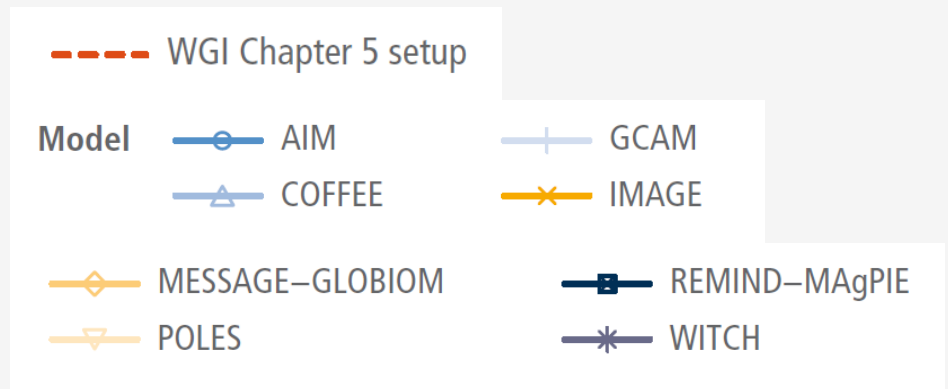 WGI Chapter 5 setup
Model AIM GCAM
COFFEE IMAGE
MESSAGE–GLOBIOM REMIND–MAgPIE
POLES WITCH